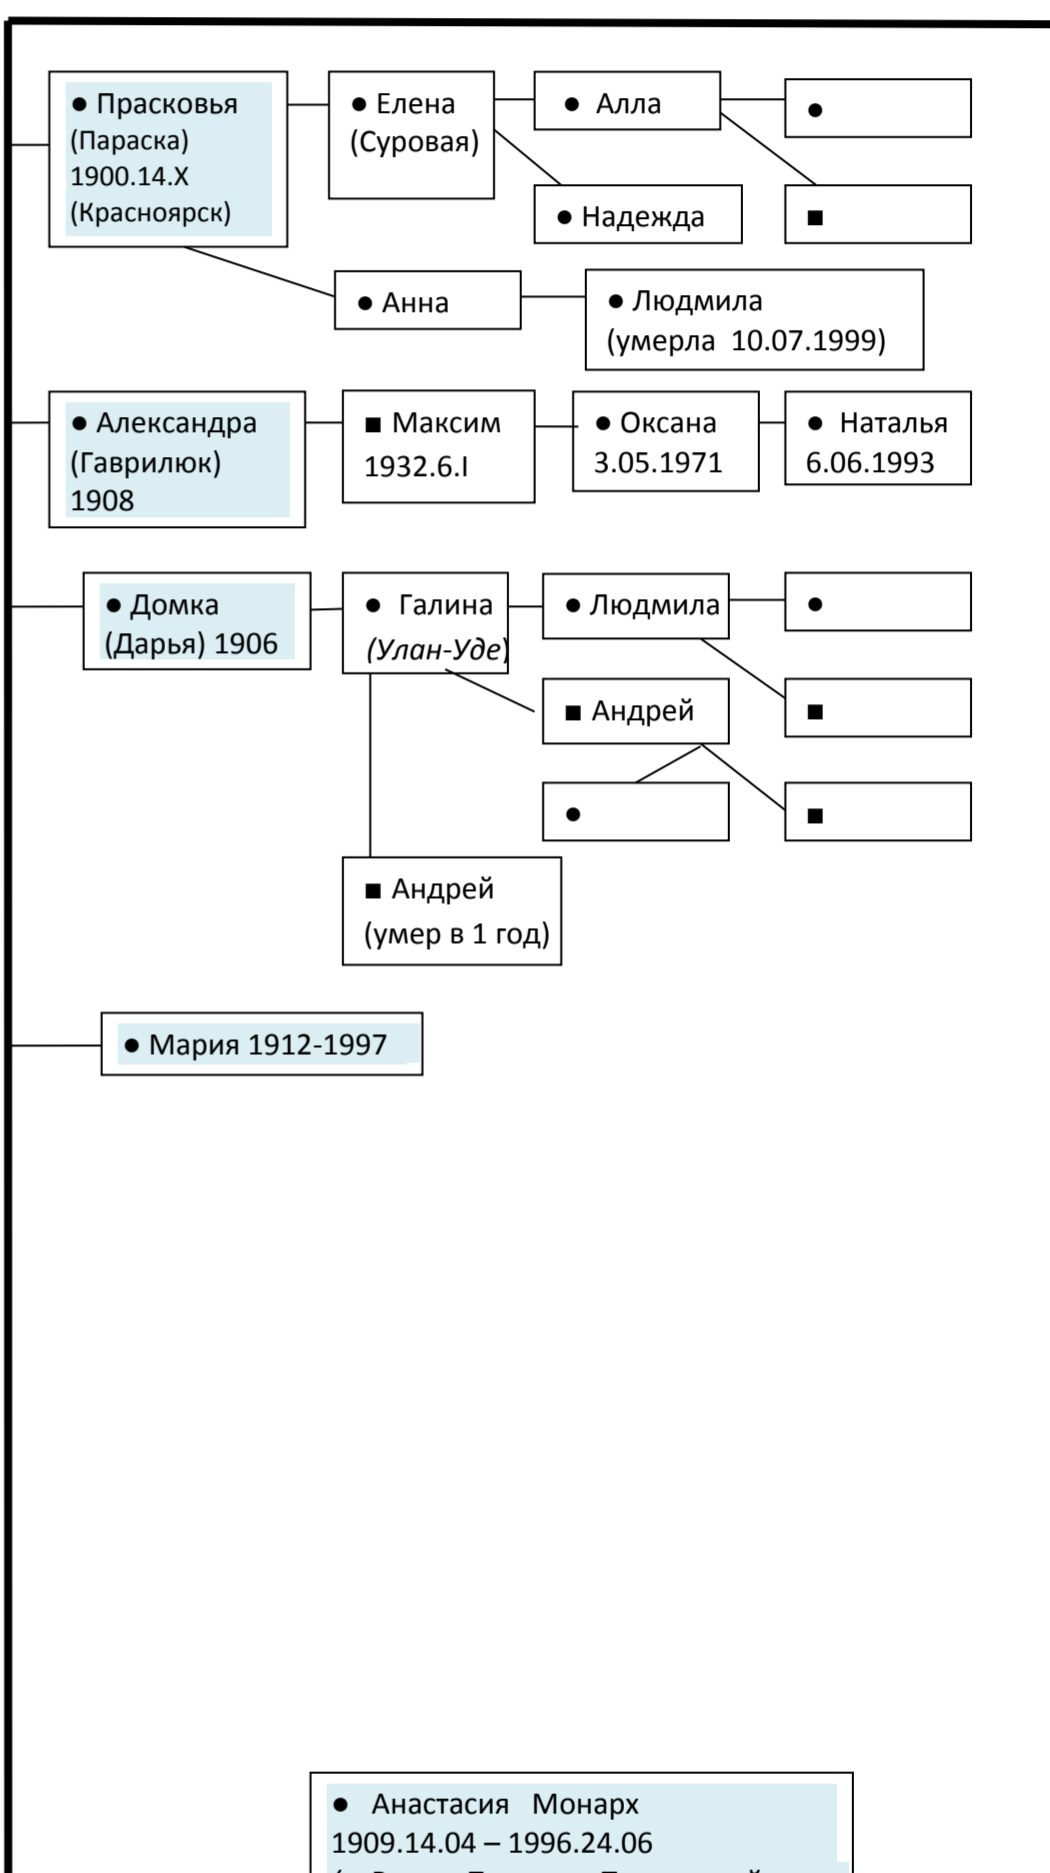 ● Прасковья
(Параска)
1900.14.X
(Красноярск)
● Елена
(Суровая)
● Алла
●
● Надежда
■
● Анна
● Людмила
(умерла 10.07.1999)
● Александра
(Гаврилюк)
1908
■ Максим
1932.6.I
● Оксана
3.05.1971
● Наталья
6.06.1993
● Домка
(Дарья) 1906
● Галина
(Улан-Уде)
● Людмила
●
■ Андрей
■
●
■
■ Андрей
(умер в 1 год)
● Мария 1912-1997
● Анастасия Монарх
1909.14.04 – 1996.24.06